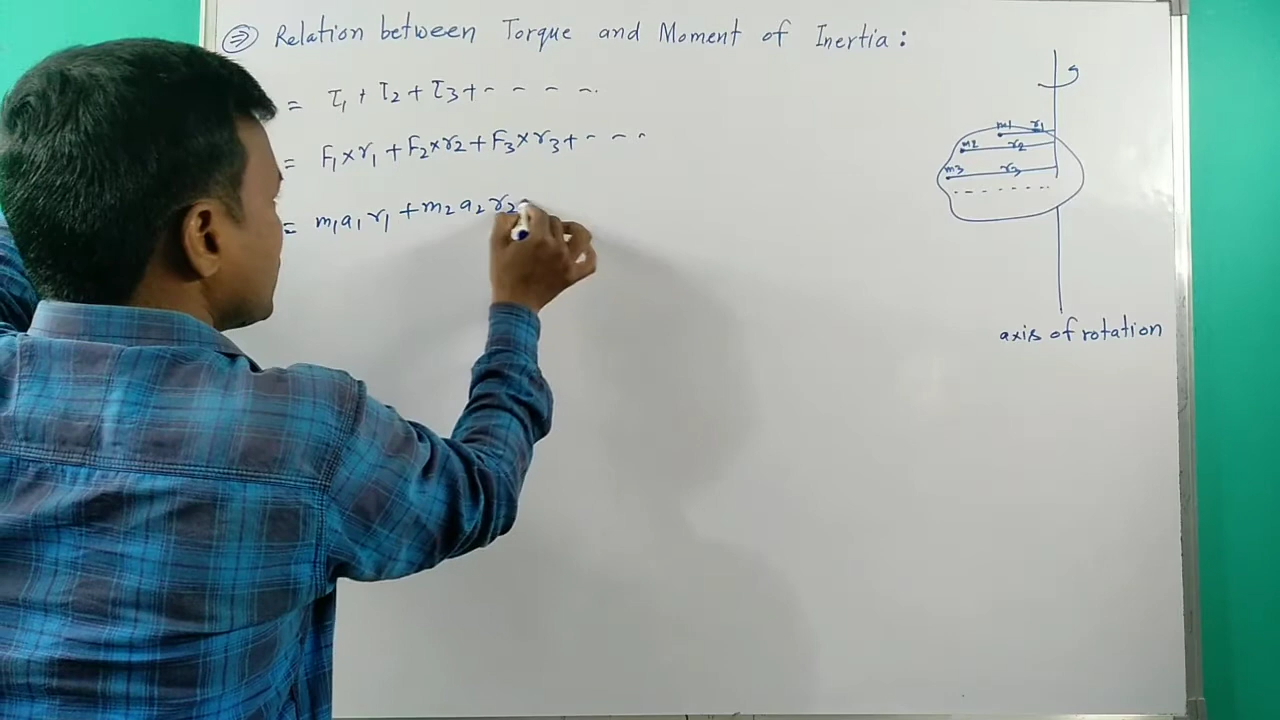 ⇒ Relation between Torque and Moment of Inertia :
= τ₁ + τ₂ + τ₃ + - - - -.
= F₁ × r₁ + F₂ × r₂ + F₃ × r₃ + - - -
= m₁a₁r₁ + m₂a₂r₂
m1 r1
m2 r2
m3 r3
axis of rotation